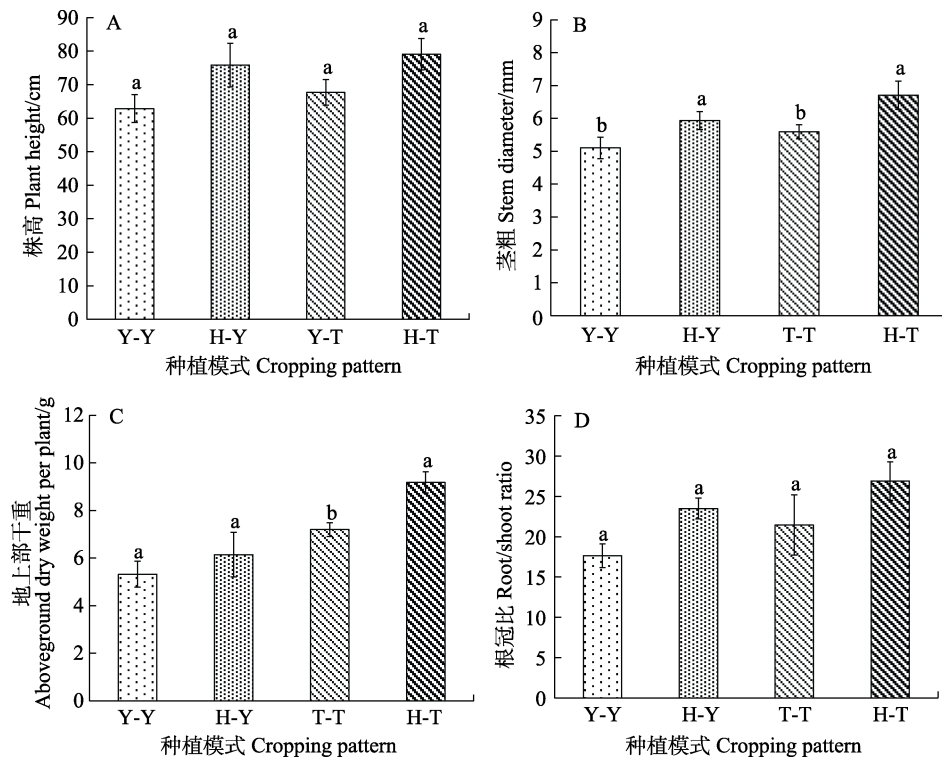 A
株高 Plant height/cm
90
80
70
60
50
40
30
20
10
0
a
a
a
a
Y-Y
H-Y
Y-T
H-T
种植模式 Cropping pattern
B
茎粗 Stem diameter/mm
9
8
7
6
5
4
3
2
1
0
b
a
b
a
Y-Y
H-Y
T-T
H-T
种植模式 Cropping pattern
C
地上部干重
Aboveground dry weight per plant/g
12
10
8
6
4
2
0
a
a
b
a
Y-Y
H-Y
T-T
H-T
种植模式 Cropping pattern
D
根冠比 Root/shoot ratio
35
30
25
20
15
10
5
0
a
a
a
a
Y-Y
H-Y
T-T
H-T
种植模式 Cropping pattern